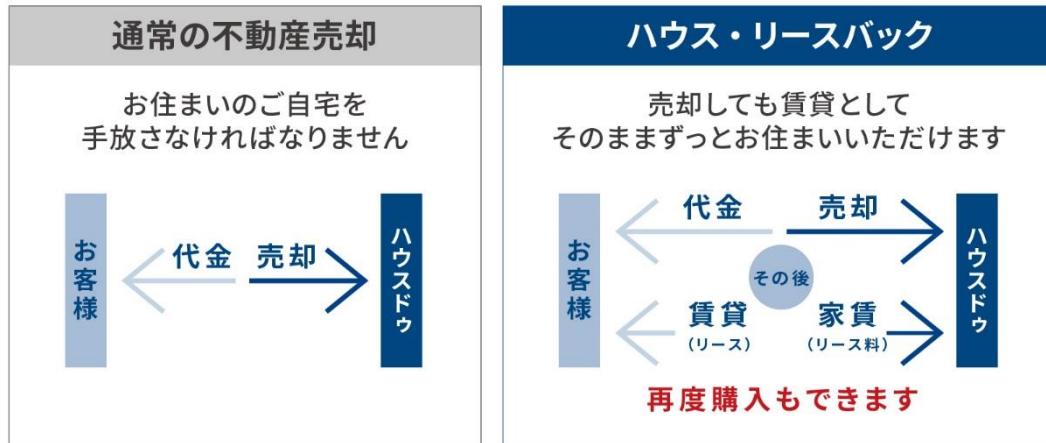 通常の不動産売却
お住まいのご自宅を
手放さなければなりません
お客様
代金
売却
ハウスドゥ
ハウス・リースバック
売却しても賃貸として
そのままずっとお住まいいただけます
お客様
代金
売却
その後
賃貸
（リース）
家賃
（リース料）
ハウスドゥ
再度購入もできます